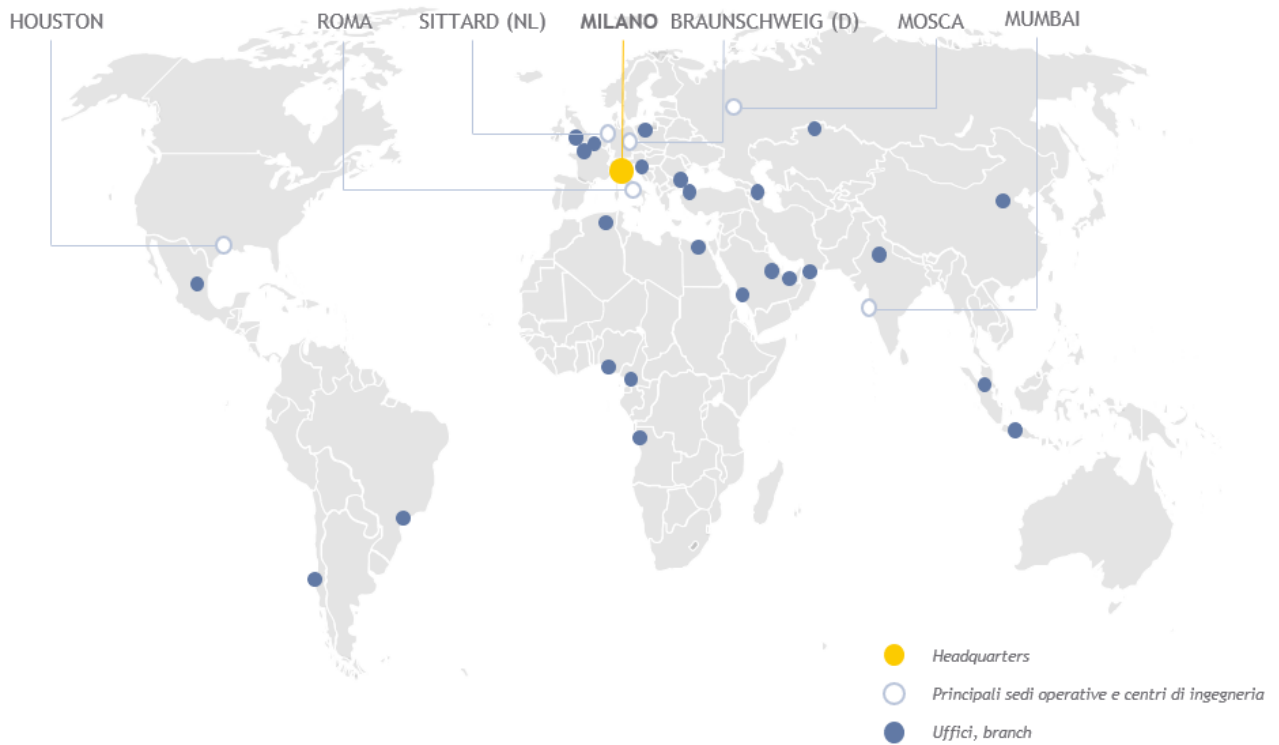 HOUSTON
ROMA
SITTARD (NL)
MILANO
BRAUNSCHWEIG (D)
MOSCA
MUMBAI
Headquarters
Principali sedi operative e centri di ingegneria
Uffici, branch